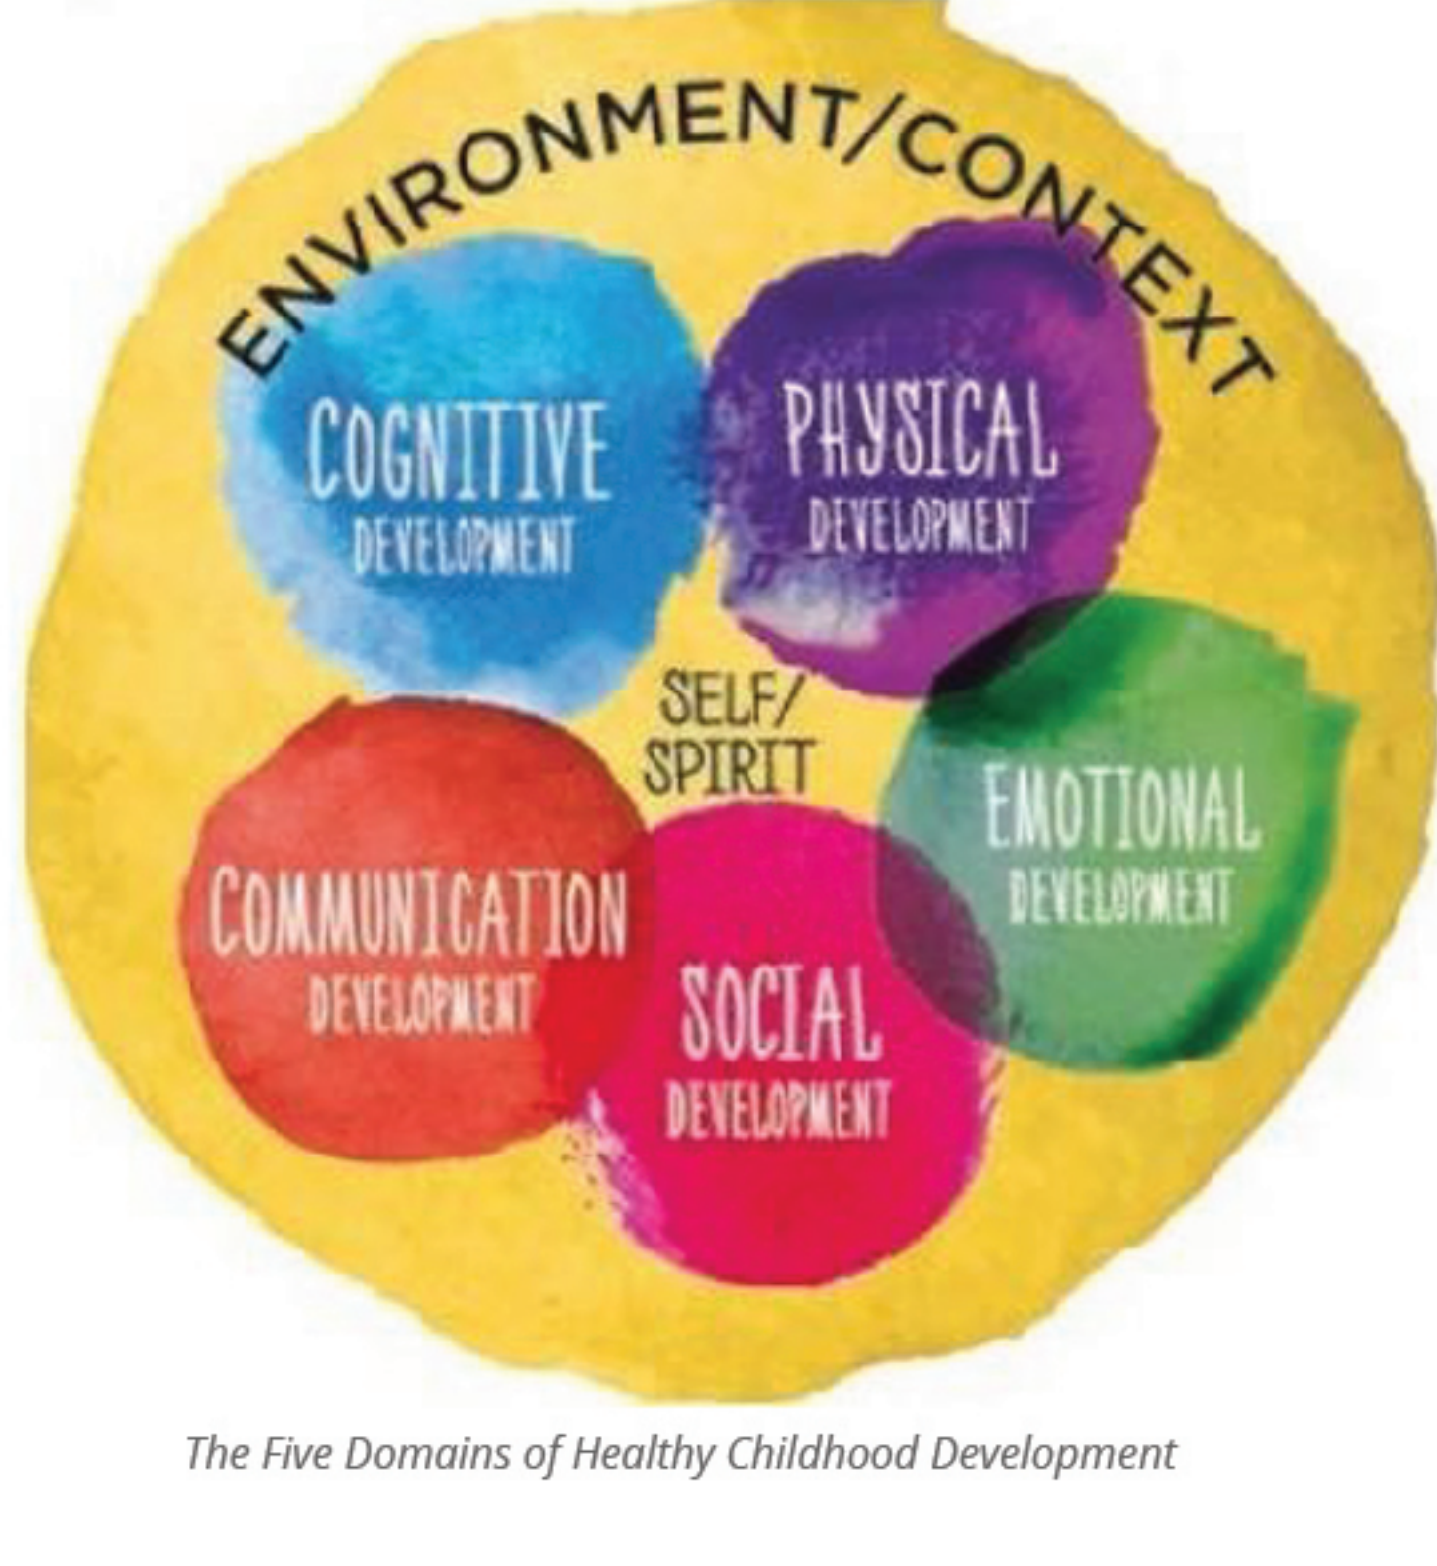 ENVIRONMENT/CONTEXT
COGNITIVE
DEVELOPMENT
PHYSICAL
DEVELOPMENT
SELF/
SPIRIT
EMOTIONAL
DEVELOPMENT
COMMUNICATION
DEVELOPMENT
SOCIAL
DEVELOPMENT
The Five Domains of Healthy Childhood Development